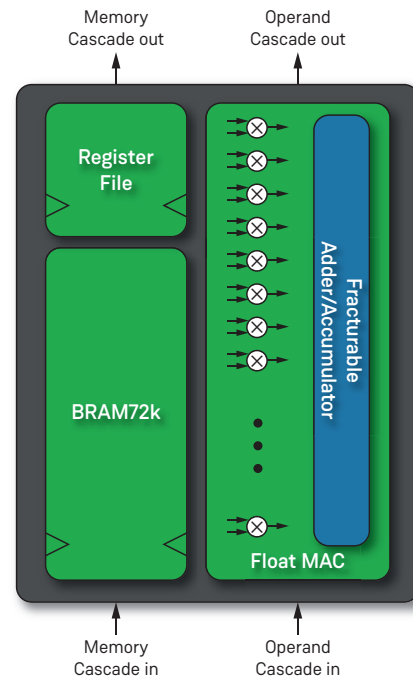 Memory
Cascade out
Operand
Cascade out
Register
File
BRAM72k
Fracturable
Adder/Accumulator
Float MAC
Memory
Cascade in
Operand
Cascade in